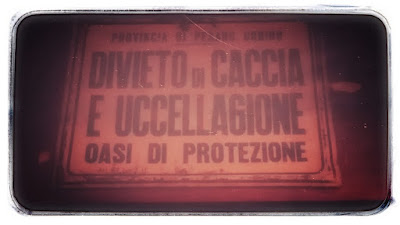 PROVINCIA DI PESARO URBINO
DIVIETO DI CACCIA
E UCCELLAGIONE
OASI DI PROTEZIONE